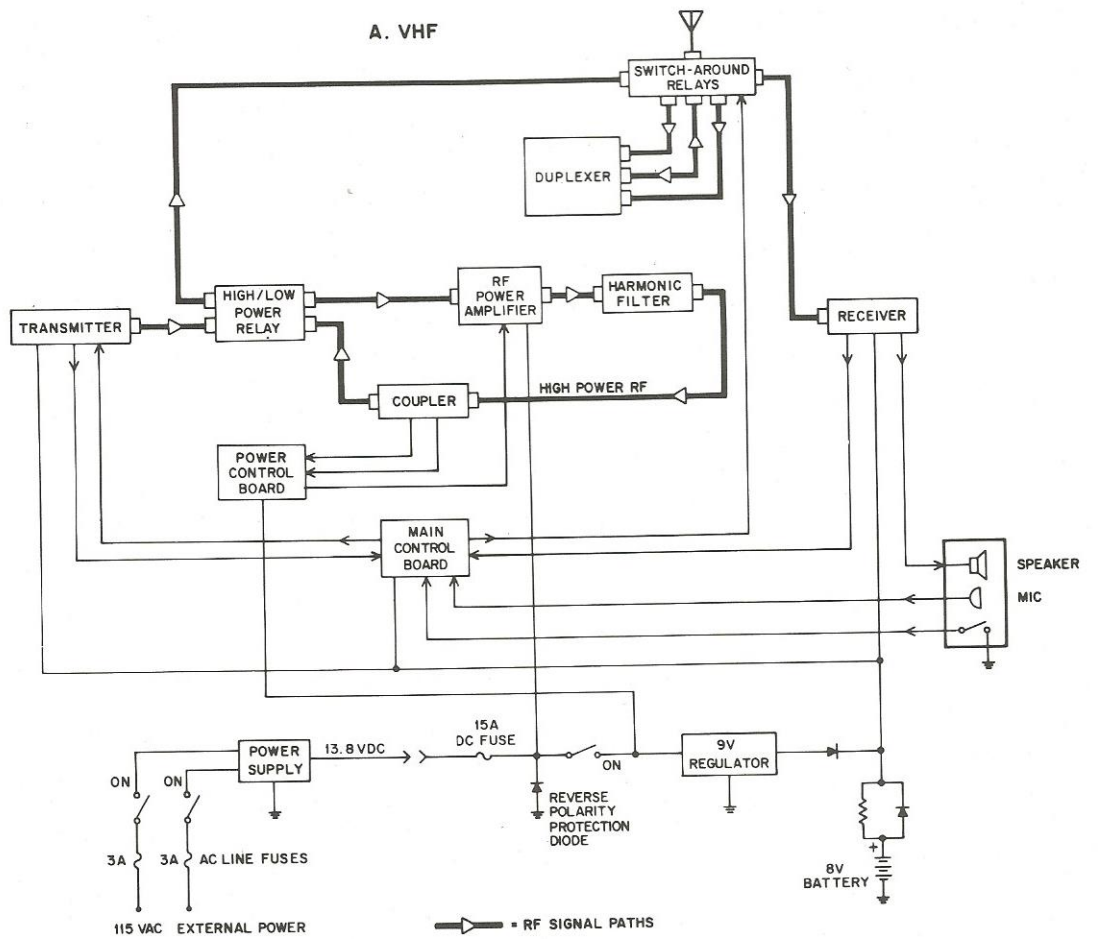 A. VHF
SWITCH-AROUND
RELAYS
DUPLEXER
HIGH/LOW
POWER
RELAY
RF
POWER
AMPLIFIER
HARMONIC
FILTER
TRANSMITTER
RECEIVER
HIGH POWER RF
COUPLER
POWER
CONTROL
BOARD
MAIN
CONTROL
BOARD
SPEAKER
MIC
15A
DC FUSE
POWER
SUPPLY
13.8VDC
ON
9V
REGULATOR
ON
ON
REVERSE
POLARITY
PROTECTION
DIODE
3A
3A
AC LINE FUSES
+
8V
BATTERY
115 VAC EXTERNAL POWER
= RF SIGNAL PATHS